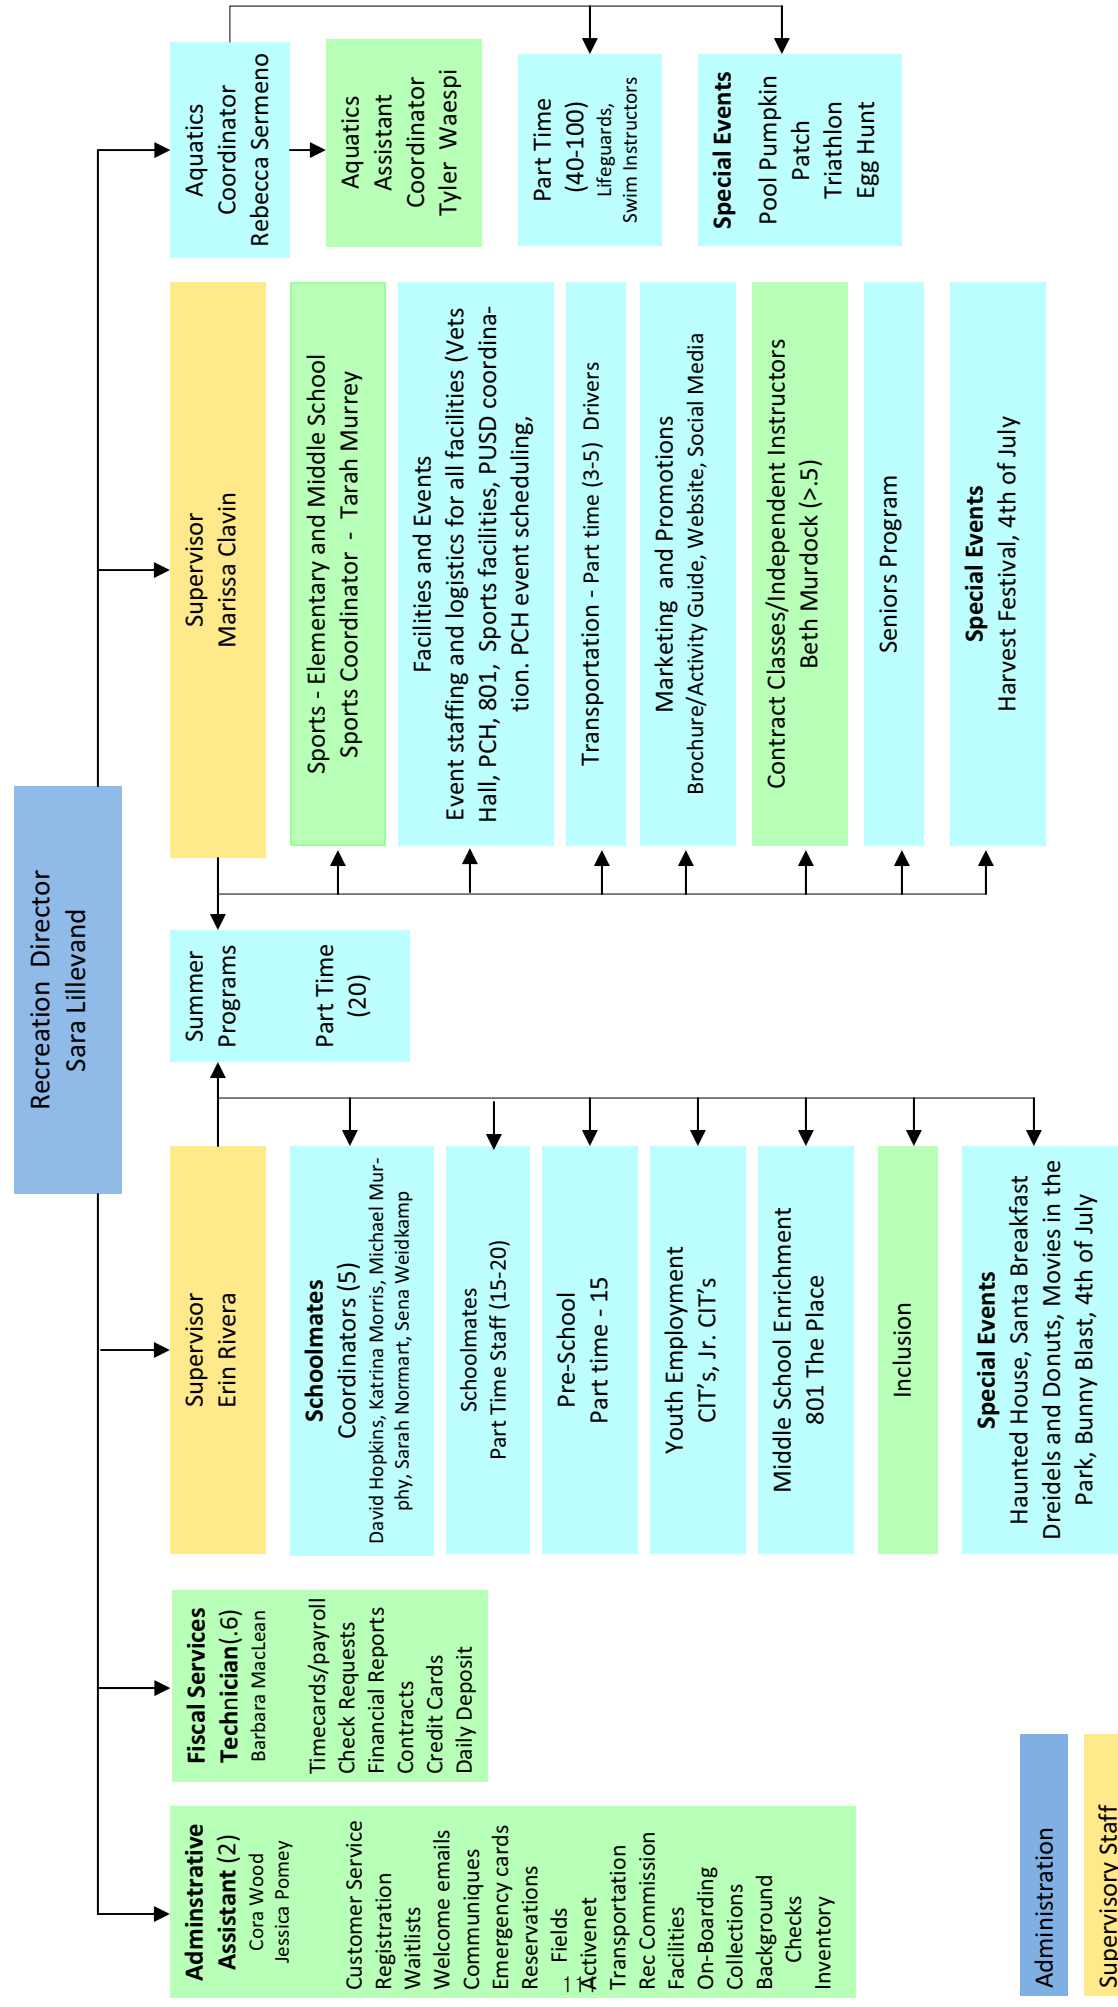 Recreation  Director
Sara Lillevand
Adminstrative
Assistant (2)
Cora Wood
Jessica Pomey
Customer Service
Registration
Waitlists
Welcome emails
Communiques
Emergency cards
Reservations
Fields
Activenet
Transportation
Rec Commission
Facilities
On-Boarding
Collections
Background
Checks
Inventory
Fiscal Services
Technician(.6)
Barbara MacLean
Timecards/payroll
Check Requests
Financial Reports
Contracts
Credit Cards
Daily Deposit
Supervisor
Erin Rivera
Schoolmates
Coordinators (5)
David Hopkins, Katrina Morris, Michael Mur-
phy, Sarah Normart, Sena Weidkamp
Schoolmates
Part Time Staff (15-20)
Pre-School
Part time - 15
Youth Employment
CIT's, Jr. CIT's
Middle School Enrichment
801 The Place
Inclusion
Special Events
Haunted House, Santa Breakfast
Dreidels and Donuts, Movies in the
Park, Bunny Blast, 4th of July
Summer
Programs
Part Time
(20)
Supervisor
Marissa Clavin
Sports - Elementary and Middle School
Sports Coordinator  - Tarah Murrey
Facilities and Events
Event staffing and logistics for all facilities (Vets
Hall, PCH, 801,  Sports facilities, PUSD coordina-
tion. PCH event scheduling,
Transportation - Part time (3-5)  Drivers
Marketing  and Promotions
Brochure/Activity Guide, Website, Social Media
Contract Classes/Independent Instructors
Beth Murdock (>.5)
Seniors Program
Special Events
Harvest Festival, 4th of July
Aquatics
Coordinator
Rebecca Sermeno
Aquatics
Assistant
Coordinator
Tyler  Waespi
Part Time
(40-100)
Lifeguards,
Swim Instructors
Special Events
Pool Pumpkin
Patch
Triathlon
Egg Hunt
Administration
Supervisory Staff